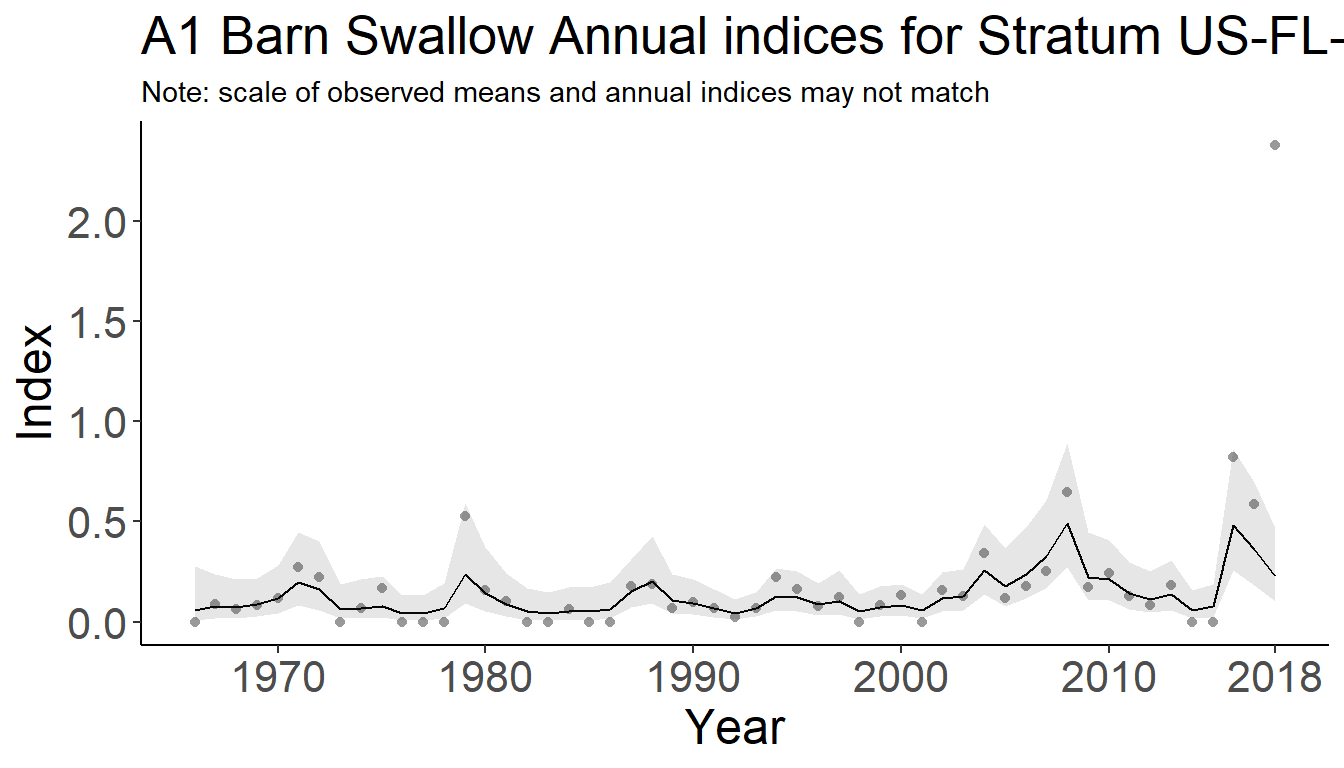 A1 Barn Swallow Annual indices for Stratum US-FL-
Note: scale of observed means and annual indices may not match
2.0
1.5
1.0
0.5
0.0
Index
1970 1980 1990 2000 2010 2018
Year